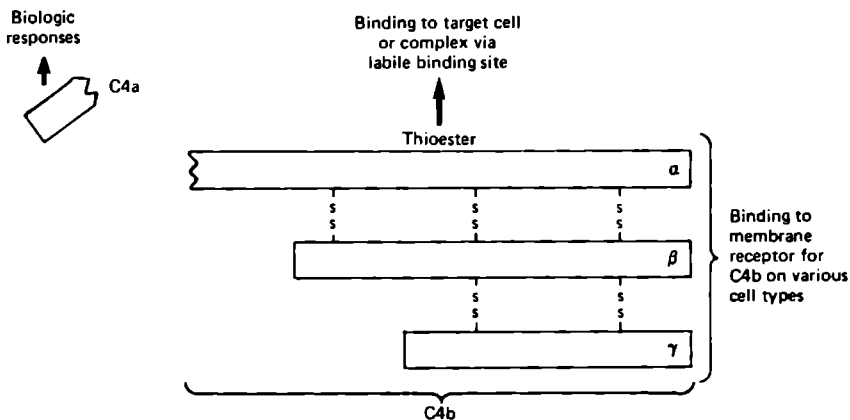 Biologic
responses
C4a
Binding to target cell
or complex via
labile binding site
Thioester
α
s s s
s s s
β
s s
s s
γ
Binding to
membrane
receptor for
C4b on various
cell types
C4b